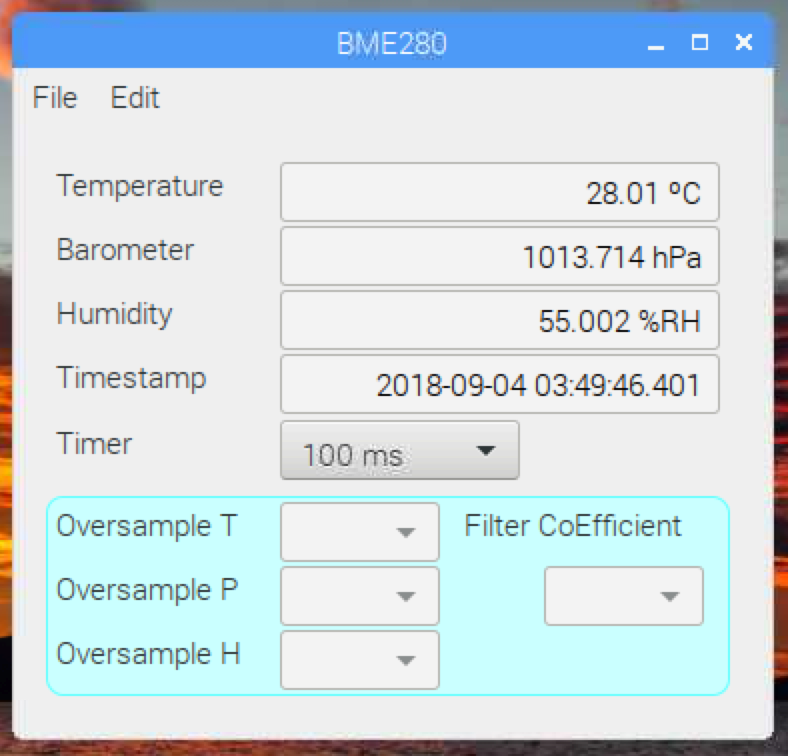 BME280
File Edit
Temperature 28.01 ºC
Barometer 1013.714 hPa
Humidity 55.002 %RH
Timestamp 2018-09-04 03:49:46.401
Timer 100 ms
Oversample T Filter CoEfficient
Oversample P
Oversample H